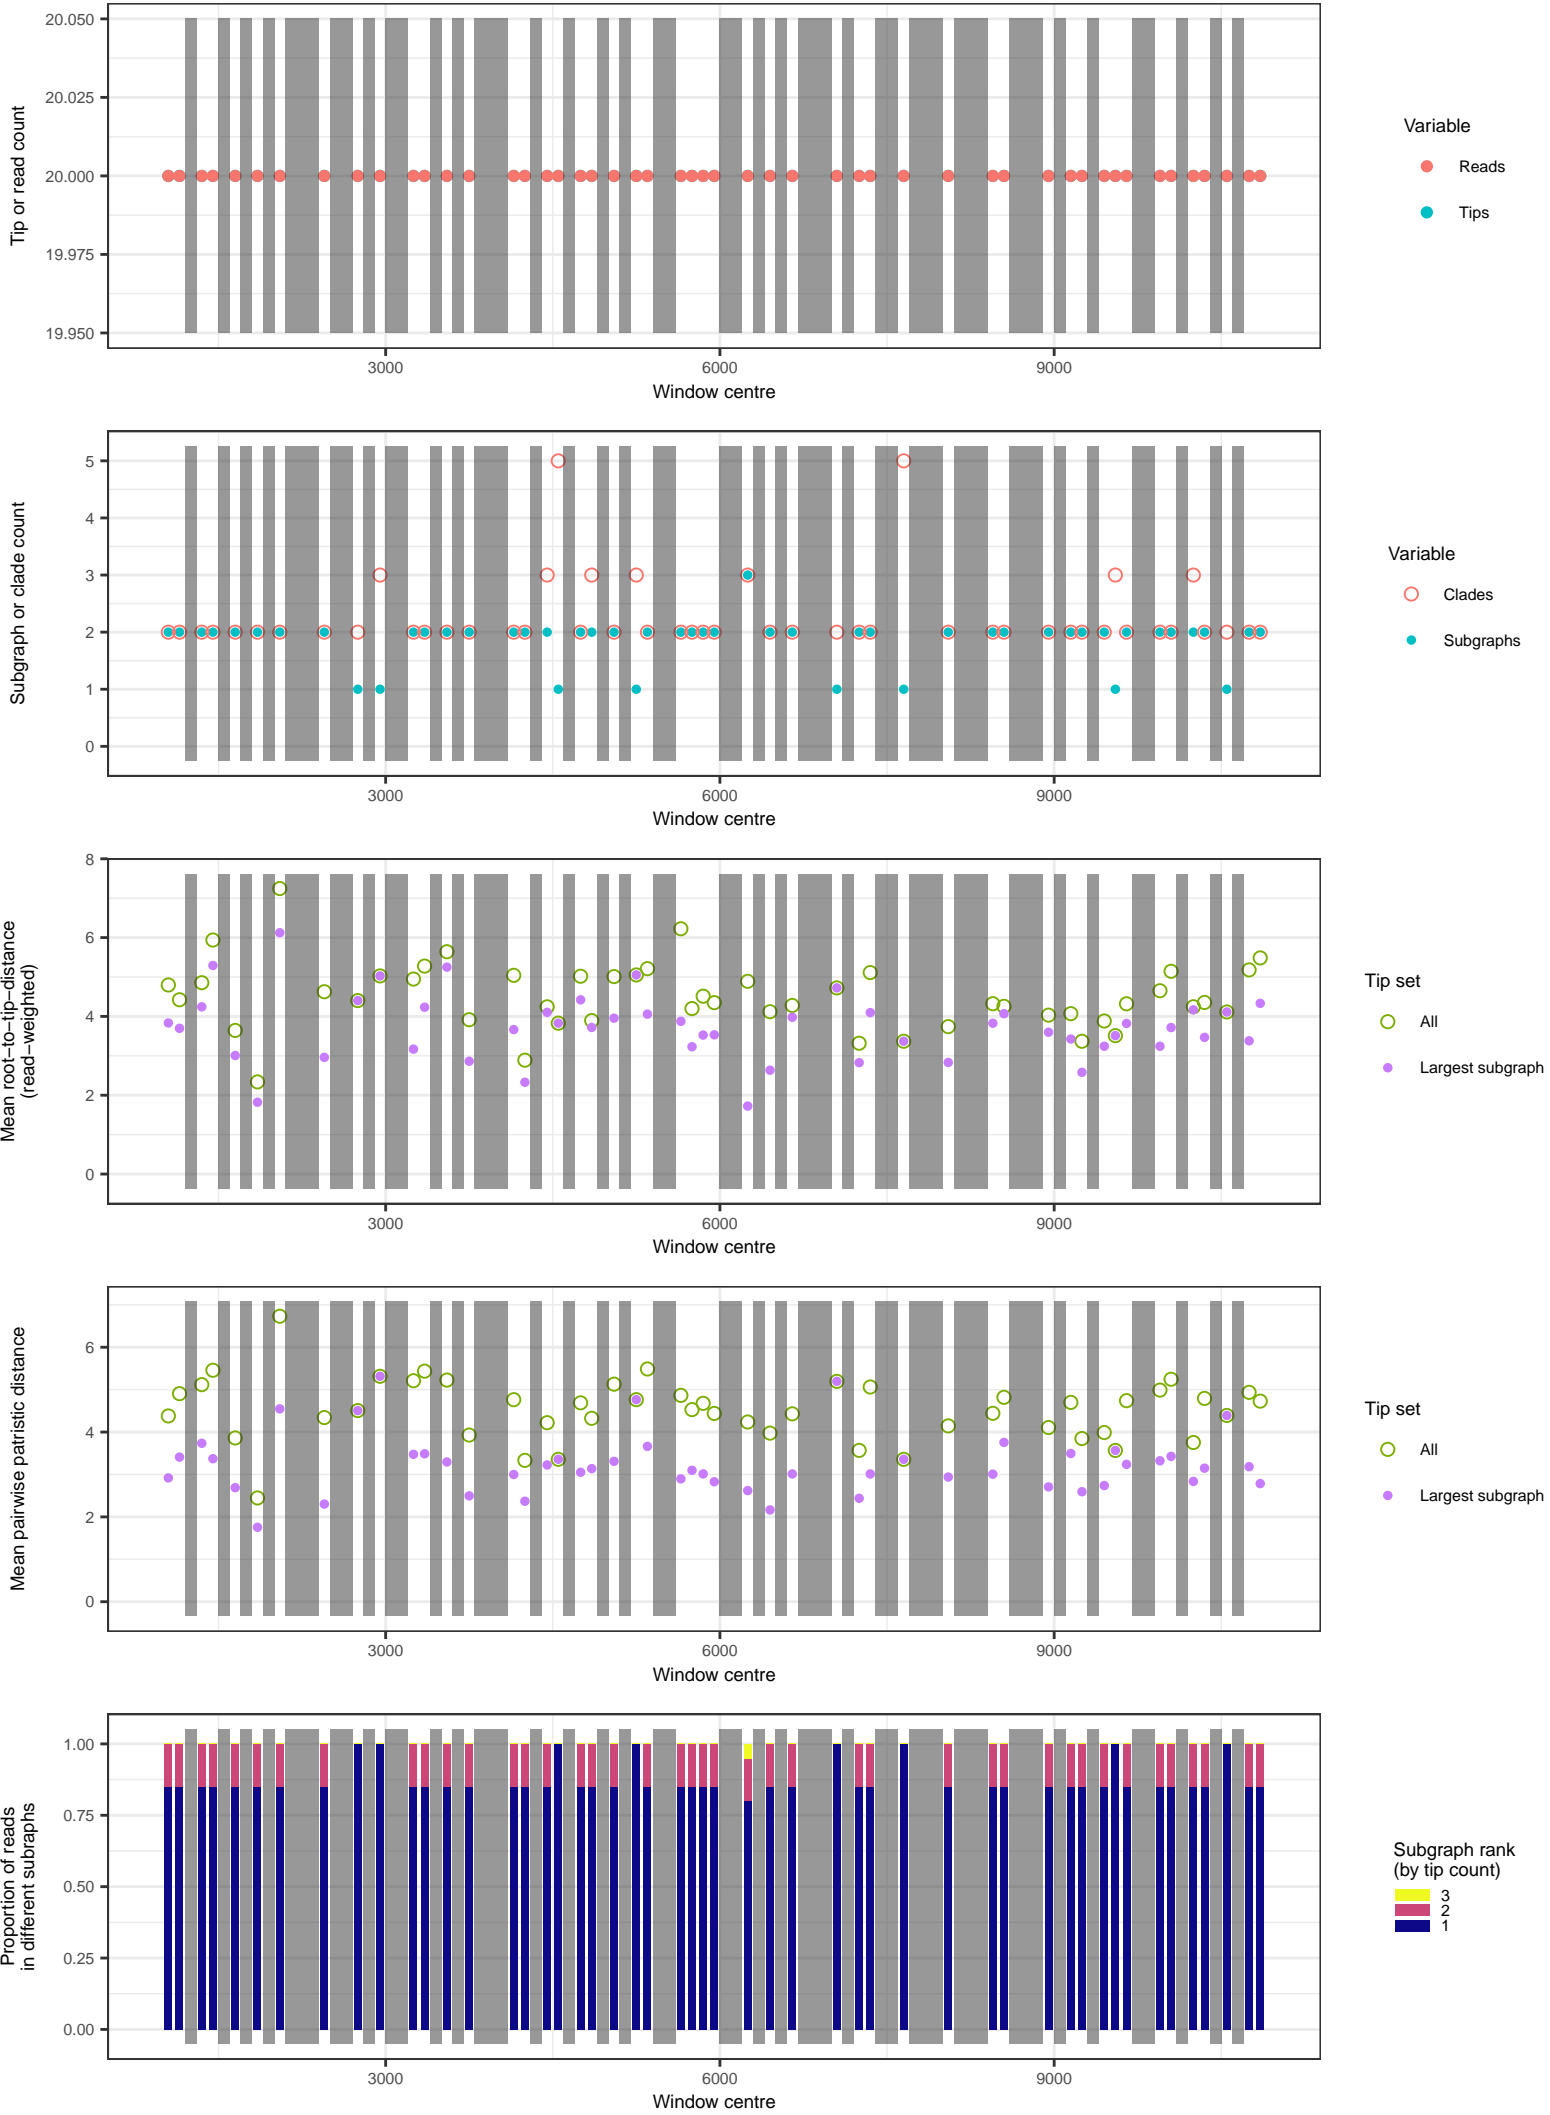 20.050
20.025
20.000
19.975
19.950
Tip or read count
3000
6000
9000
Window centre
Variable
Reads
Tips
5
4
3
2
1
0
Subgraph or clade count
3000
6000
9000
Window centre
Variable
Clades
Subgraphs
8
6
4
2
0
Mean root−to−tip−distance
(read−weighted)
3000
6000
9000
Window centre
Tip set
All
Largest subgraph
6
4
2
0
Mean pairwise patristic distance
3000
6000
9000
Window centre
Tip set
All
Largest subgraph
1.00
0.75
0.50
0.25
0.00
Proportion of reads
in different subraphs
3000
6000
9000
Window centre
Subgraph rank
(by tip count)
3
2
1